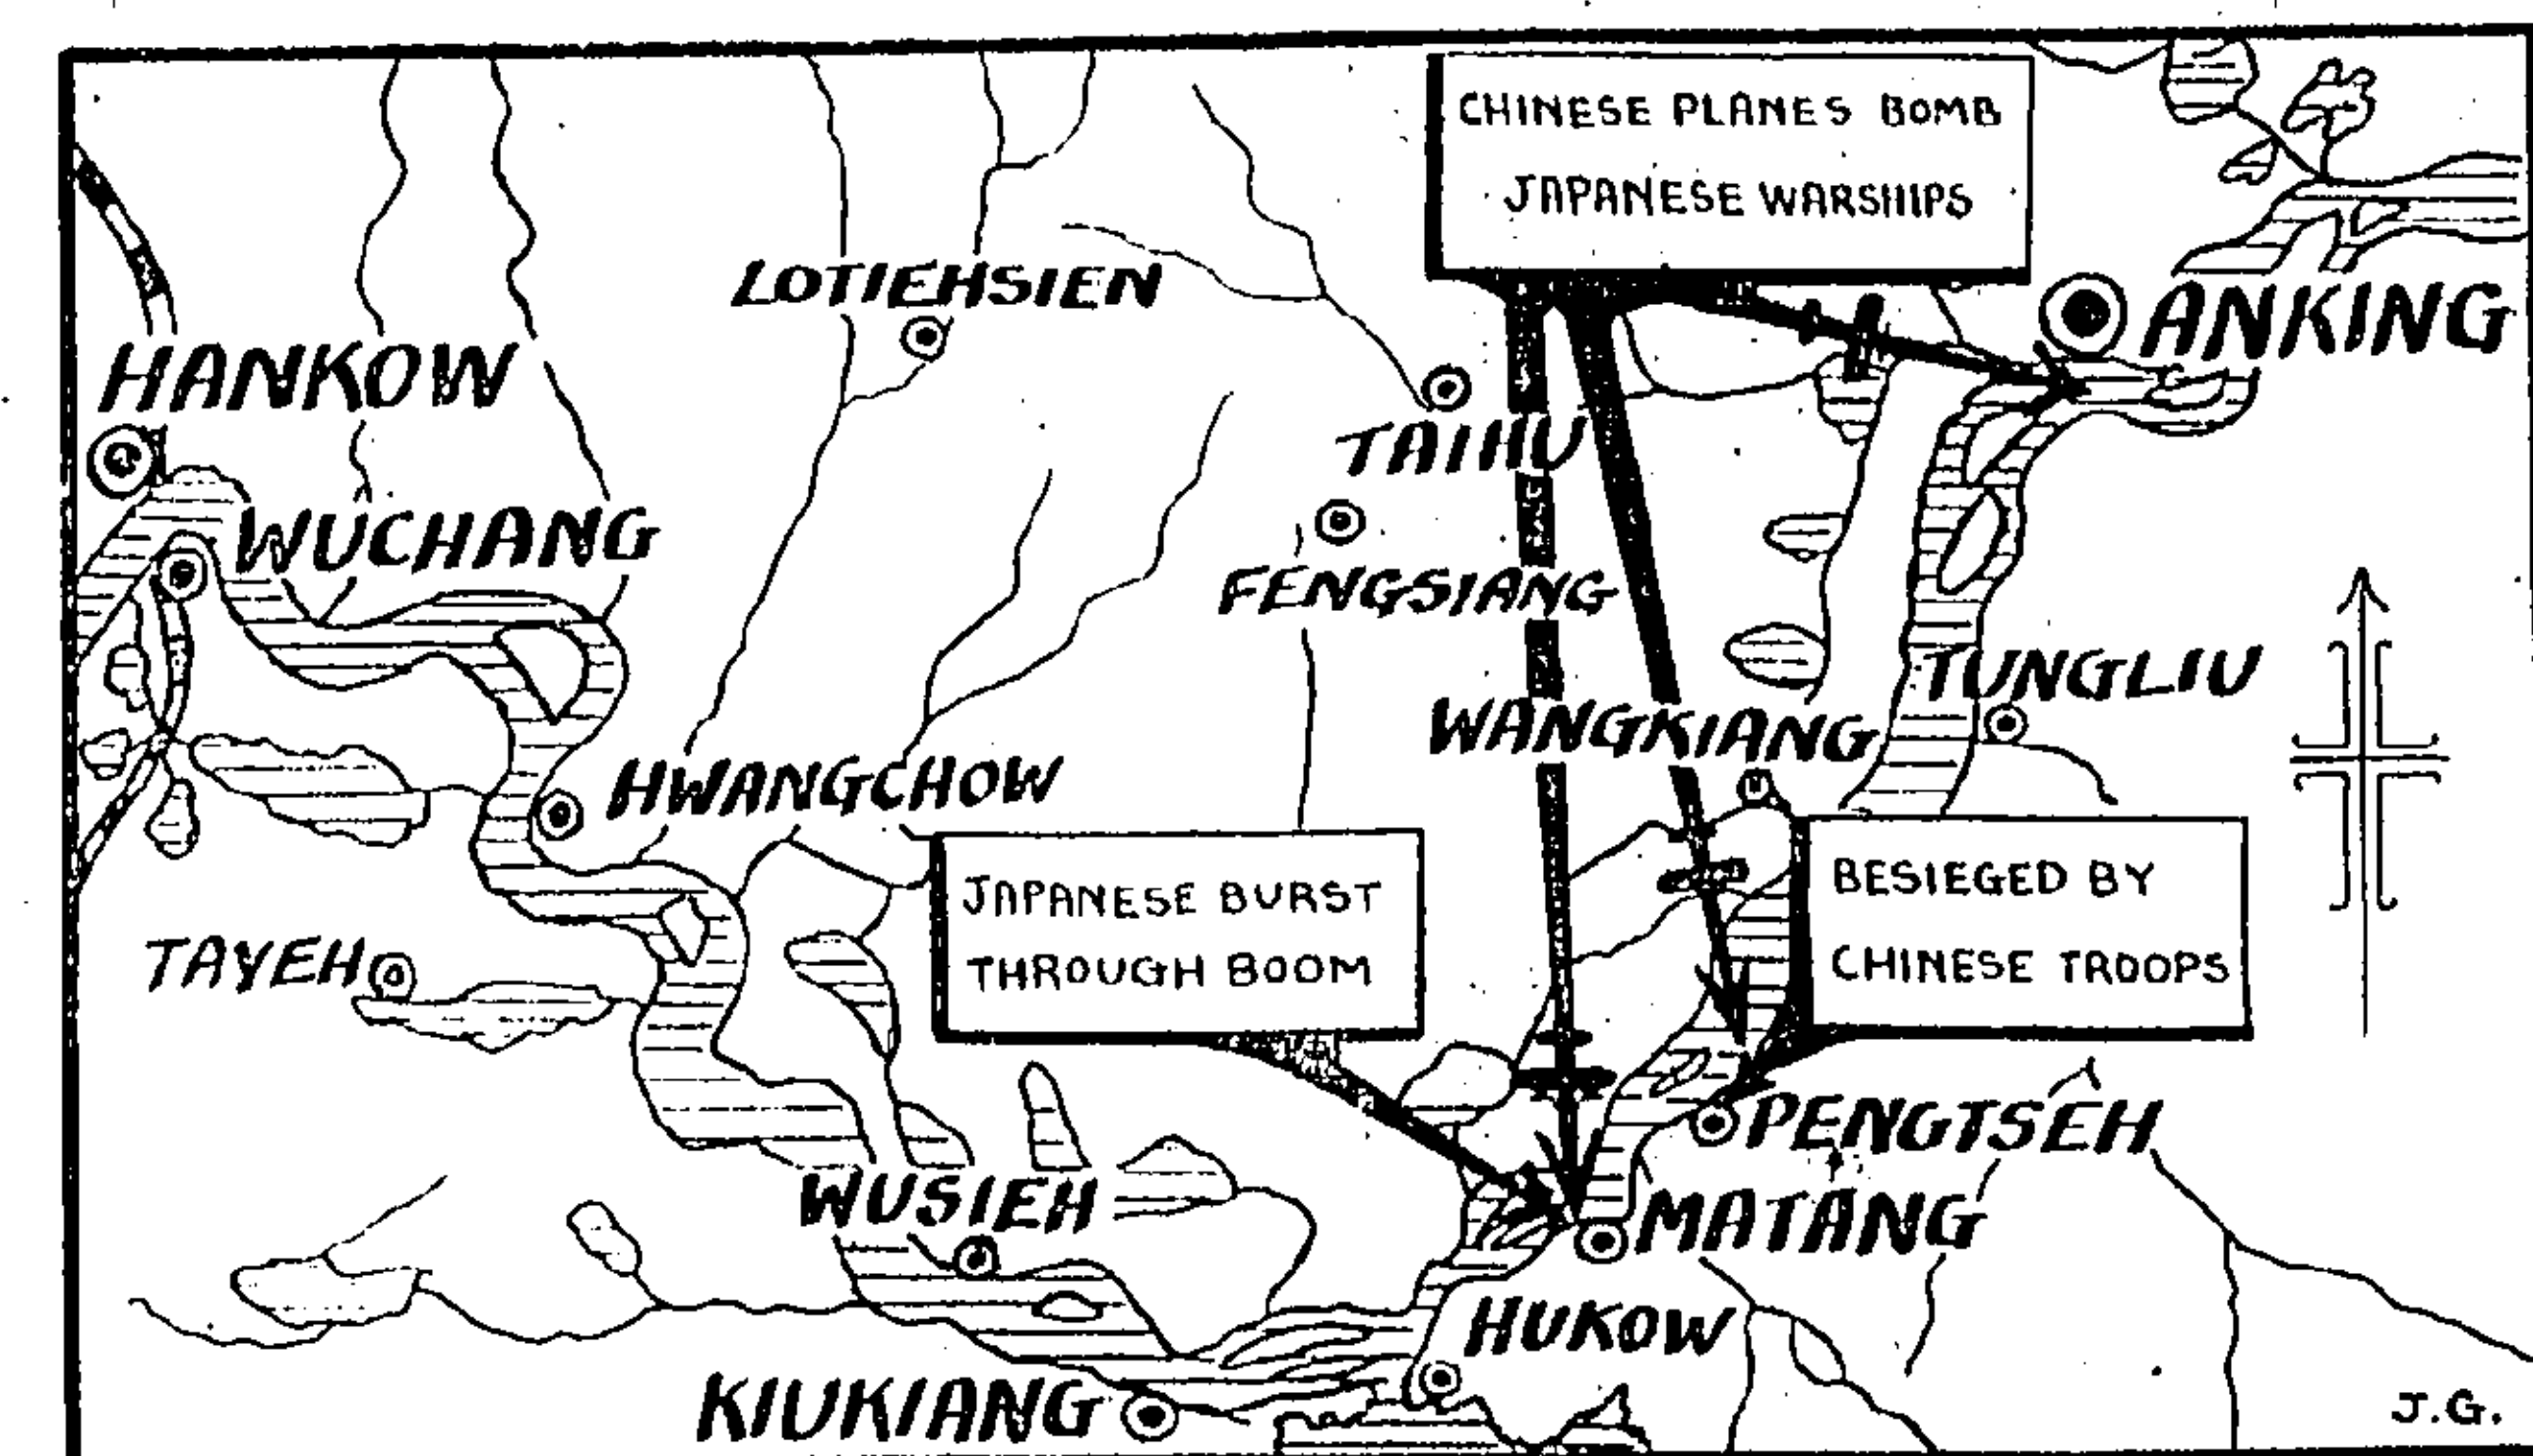 CHINESE PLANES BOMB
JAPANESE WARSHIPS
LOTIEHSIEN
ANKING
HANKOW
TAIHU
WUCHANG
FENGSIANG
TUNGLIU
WANGKIANG
HWANGCHOW
JAPANESE BURST
THROUGH BOOM
BESIEGED BY
CHINESE TROOPS
TAYEH
PENGTSEH
WUSIEH
MATANG
HUKOW
KIUKIANG
J.G.